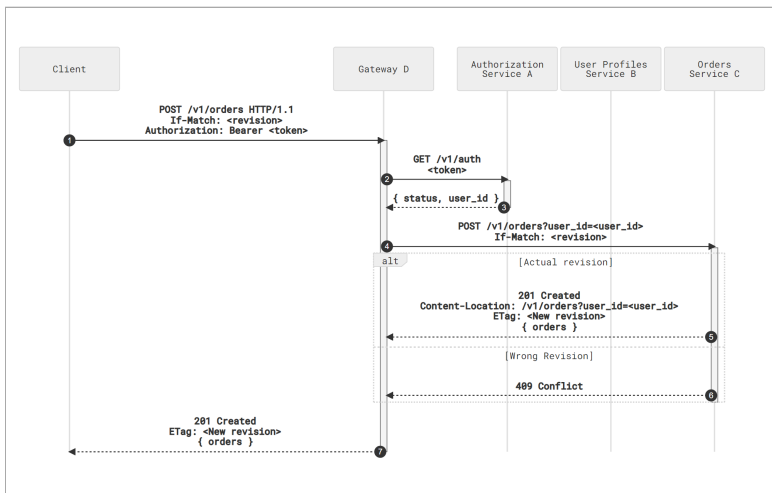 Client
Gateway D
Authorization
Service A
User Profiles
Service B
Orders
Service C
POST /v1/orders HTTP/1.1
If-Match: <revision>
Authorization: Bearer <token>
1
GET /v1/auth
<token>
2
{ status, user_id }
3
POST /v1/orders?user_id=<user_id>
If-Match: <revision>
4
alt
[Actual revision]
201 Created
Content-Location: /v1/orders?user_id=<user_id>
ETag: <New revision>
{ orders }
5
[Wrong Revision]
409 Conflict
6
201 Created
ETag: <New revision>
{ orders }
7